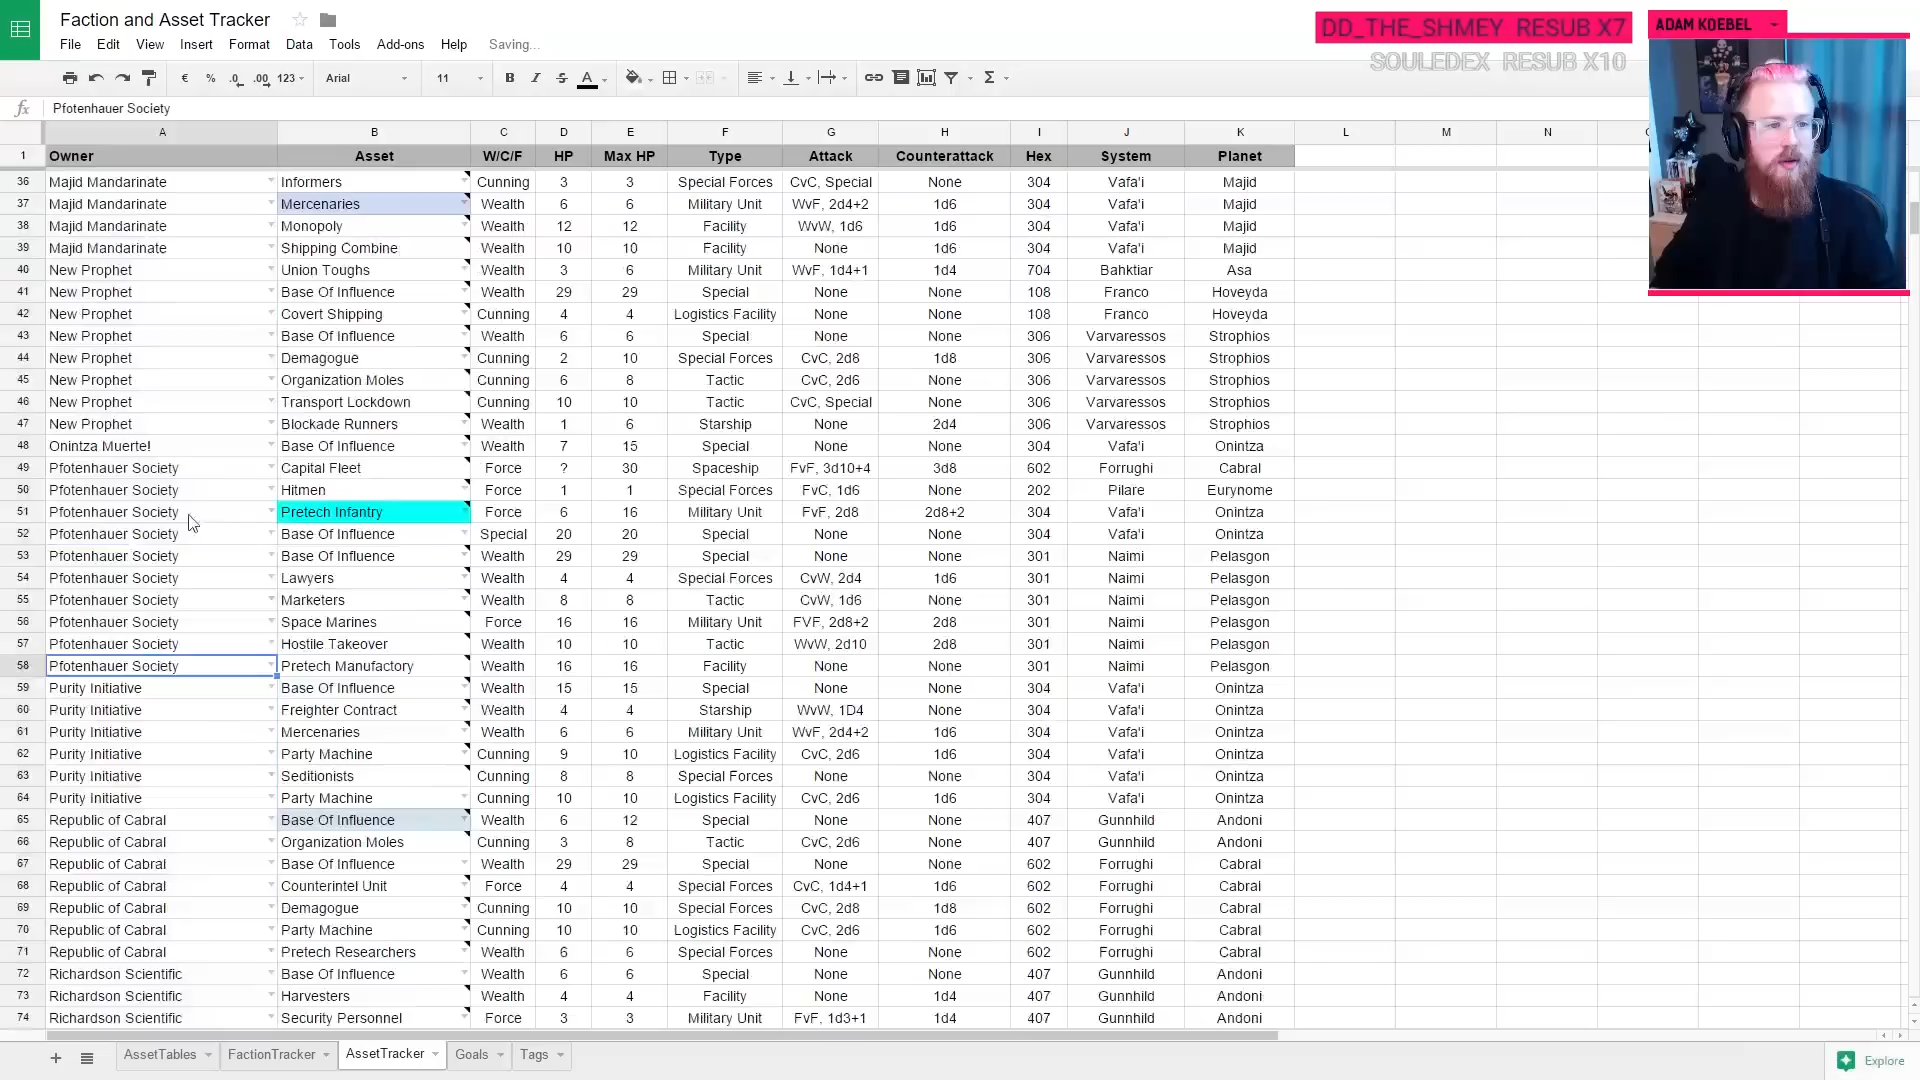 Faction and Asset Tracker
File Edit View Insert Format Data Tools Add-ons Help Saving...
€ % .0 .00 123 Arial 11 B I S A Σ
fx Pfotenhauer Society
A B C D E F G H I J K L M N
1 Owner Asset W/C/F HP Max HP Type Attack Counterattack Hex System Planet
36 Majid Mandarinate Informers Cunning 3 3 Special Forces CvC, Special None 304 Vafa'i Majid
37 Majid Mandarinate Mercenaries Wealth 6 6 Military Unit WvF, 2d4+2 1d6 304 Vafa'i Majid
38 Majid Mandarinate Monopoly Wealth 12 12 Facility WvW, 1d6 1d6 304 Vafa'i Majid
39 Majid Mandarinate Shipping Combine Wealth 10 10 Facility None 1d6 304 Vafa'i Majid
40 New Prophet Union Toughs Wealth 3 6 Military Unit WvF, 1d4+1 1d4 704 Bahktiar Asa
41 New Prophet Base Of Influence Wealth 29 29 Special None None 108 Franco Hoveyda
42 New Prophet Covert Shipping Cunning 4 4 Logistics Facility None None 108 Franco Hoveyda
43 New Prophet Base Of Influence Wealth 6 6 Special None None 306 Varvaressos Strophios
44 New Prophet Demagogue Cunning 2 10 Special Forces CvC, 2d8 1d8 306 Varvaressos Strophios
45 New Prophet Organization Moles Cunning 6 8 Tactic CvC, 2d6 None 306 Varvaressos Strophios
46 New Prophet Transport Lockdown Cunning 10 10 Tactic CvC, Special None 306 Varvaressos Strophios
47 New Prophet Blockade Runners Wealth 1 6 Starship None 2d4 306 Varvaressos Strophios
48 Onintza Muerte! Base Of Influence Wealth 7 15 Special None None 304 Vafa'i Onintza
49 Pfotenhauer Society Capital Fleet Force ? 30 Spaceship FvF, 3d10+4 3d8 602 Forrughi Cabral
50 Pfotenhauer Society Hitmen Force 1 1 Special Forces FvC, 1d6 None 202 Pilare Eurynome
51 Pfotenhauer Society Pretech Infantry Force 6 16 Military Unit FvF, 2d8 2d8+2 304 Vafa'i Onintza
52 Pfotenhauer Society Base Of Influence Special 20 20 Special None None 304 Vafa'i Onintza
53 Pfotenhauer Society Base Of Influence Wealth 29 29 Special None None 301 Naimi Pelasgon
54 Pfotenhauer Society Lawyers Wealth 4 4 Special Forces CvW, 2d4 1d6 301 Naimi Pelasgon
55 Pfotenhauer Society Marketers Wealth 8 8 Tactic CvW, 1d6 None 301 Naimi Pelasgon
56 Pfotenhauer Society Space Marines Force 16 16 Military Unit FVF, 2d8+2 2d8 301 Naimi Pelasgon
57 Pfotenhauer Society Hostile Takeover Wealth 10 10 Tactic WvW, 2d10 2d8 301 Naimi Pelasgon
58 Pfotenhauer Society Pretech Manufactory Wealth 16 16 Facility None None 301 Naimi Pelasgon
59 Purity Initiative Base Of Influence Wealth 15 15 Special None None 304 Vafa'i Onintza
60 Purity Initiative Freighter Contract Wealth 4 4 Starship WvW, 1D4 None 304 Vafa'i Onintza
61 Purity Initiative Mercenaries Wealth 6 6 Military Unit WvF, 2d4+2 1d6 304 Vafa'i Onintza
62 Purity Initiative Party Machine Cunning 9 10 Logistics Facility CvC, 2d6 1d6 304 Vafa'i Onintza
63 Purity Initiative Seditionists Cunning 8 8 Special Forces None None 304 Vafa'i Onintza
64 Purity Initiative Party Machine Cunning 10 10 Logistics Facility CvC, 2d6 1d6 304 Vafa'i Onintza
65 Republic of Cabral Base Of Influence Wealth 6 12 Special None None 407 Gunnhild Andoni
66 Republic of Cabral Organization Moles Cunning 3 8 Tactic CvC, 2d6 None 407 Gunnhild Andoni
67 Republic of Cabral Base Of Influence Wealth 29 29 Special None None 602 Forrughi Cabral
68 Republic of Cabral Counterintel Unit Force 4 4 Special Forces CvC, 1d4+1 1d6 602 Forrughi Cabral
69 Republic of Cabral Demagogue Cunning 10 10 Special Forces CvC, 2d8 1d8 602 Forrughi Cabral
70 Republic of Cabral Party Machine Cunning 10 10 Logistics Facility CvC, 2d6 1d6 602 Forrughi Cabral
71 Republic of Cabral Pretech Researchers Wealth 6 6 Special Forces None None 602 Forrughi Cabral
72 Richardson Scientific Base Of Influence Wealth 6 6 Special None None 407 Gunnhild Andoni
73 Richardson Scientific Harvesters Wealth 4 4 Facility None 1d4 407 Gunnhild Andoni
74 Richardson Scientific Security Personnel Force 3 3 Military Unit FvF, 1d3+1 1d4 407 Gunnhild Andoni
AssetTables FactionTracker AssetTracker Goals Tags
Explore
DD_THE_SHMEY RESUB X7
SOULEDEX RESUB X10
ADAM KOEBEL